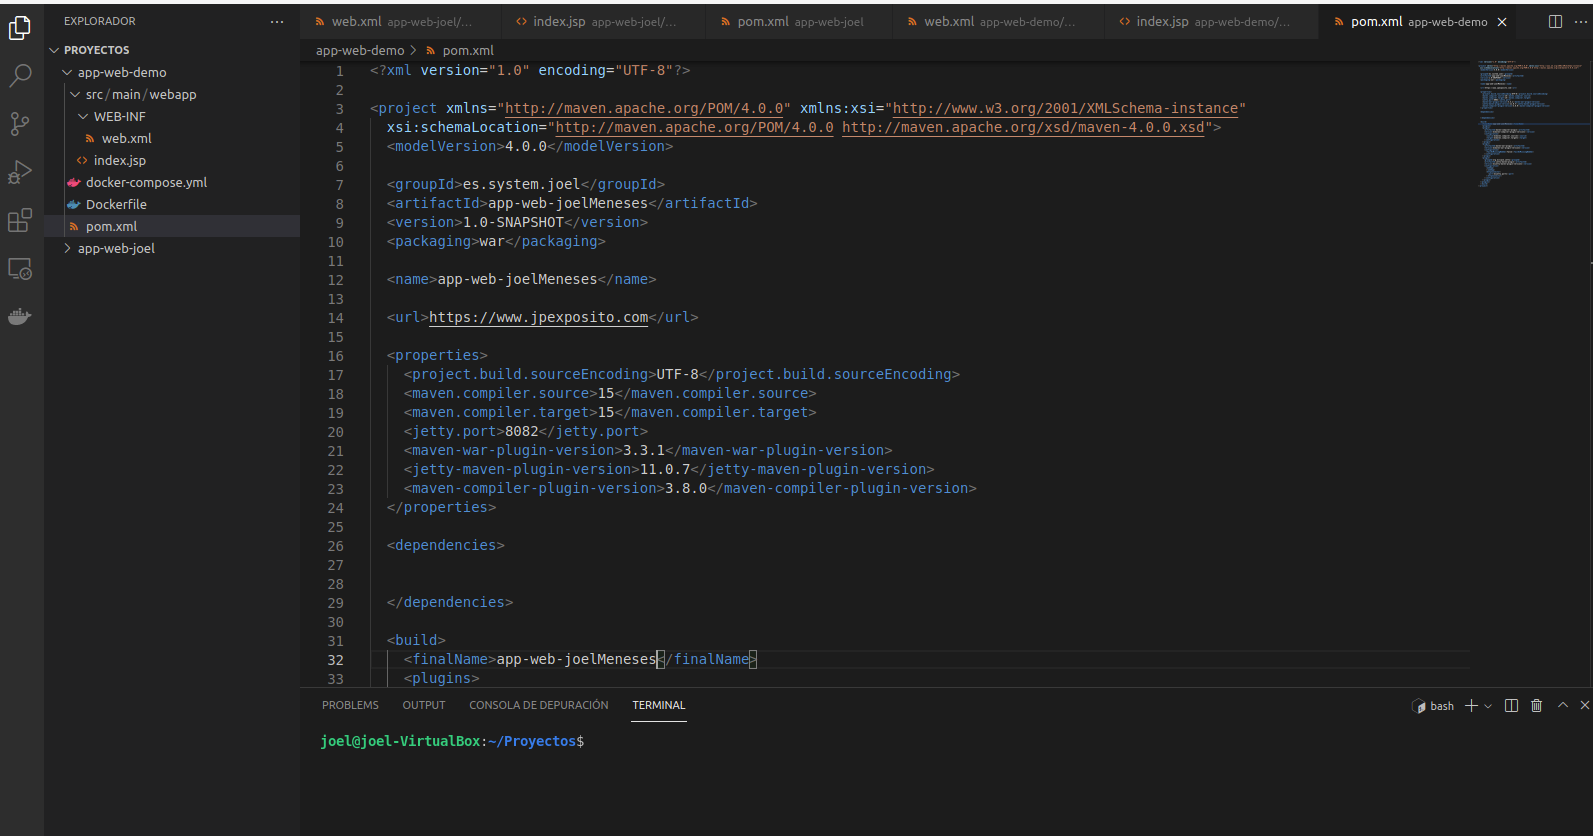 EXPLORADOR ···
PROYECTOS
app-web-demo
src/main/webapp
WEB-INF
web.xml
index.jsp
docker-compose.yml
Dockerfile
pom.xml
app-web-joel
web.xml app-web-joel/... index.jsp app-web-joel/... pom.xml app-web-joel web.xml app-web-demo/... index.jsp app-web-demo/... pom.xml app-web-demo
app-web-demo > pom.xml
1 <?xml version="1.0" encoding="UTF-8"?>
2
3 <project xmlns="http://maven.apache.org/POM/4.0.0" xmlns:xsi="http://www.w3.org/2001/XMLSchema-instance"
4 xsi:schemaLocation="http://maven.apache.org/POM/4.0.0 http://maven.apache.org/xsd/maven-4.0.0.xsd">
5 <modelVersion>4.0.0</modelVersion>
6
7 <groupId>es.system.joel</groupId>
8 <artifactId>app-web-joelMeneses</artifactId>
9 <version>1.0-SNAPSHOT</version>
10 <packaging>war</packaging>
11
12 <name>app-web-joelMeneses</name>
13
14 <url>https://www.jpexposito.com</url>
15
16 <properties>
17 <project.build.sourceEncoding>UTF-8</project.build.sourceEncoding>
18 <maven.compiler.source>15</maven.compiler.source>
19 <maven.compiler.target>15</maven.compiler.target>
20 <jetty.port>8082</jetty.port>
21 <maven-war-plugin-version>3.3.1</maven-war-plugin-version>
22 <jetty-maven-plugin-version>11.0.7</jetty-maven-plugin-version>
23 <maven-compiler-plugin-version>3.8.0</maven-compiler-plugin-version>
24 </properties>
25
26 <dependencies>
27
28
29 </dependencies>
30
31 <build>
32 <finalName>app-web-joelMeneses</finalName>
33 <plugins>
PROBLEMS OUTPUT CONSOLA DE DEPURACIÓN TERMINAL bash
joel@joel-VirtualBox:~/Proyectos$